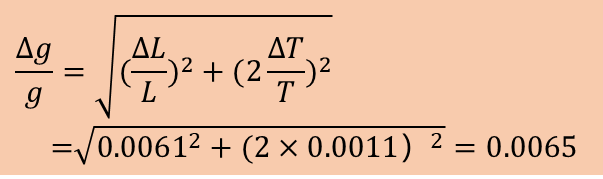 Δg/g = √((ΔL/L)² + (2 ΔT/T)²)
=√(0.0061² + (2 × 0.0011）²) = 0.0065